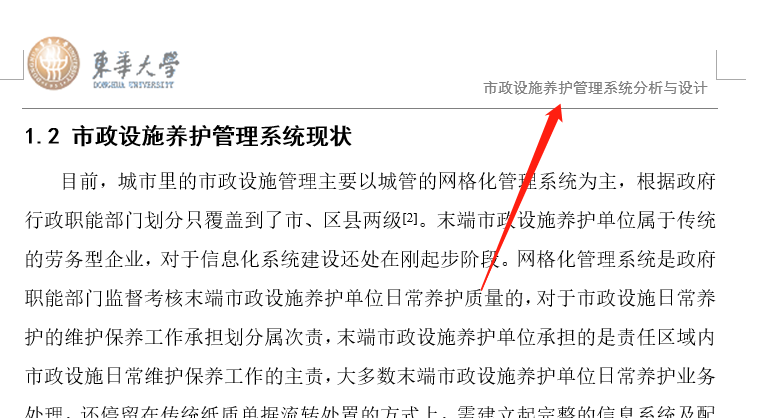 東華大學
DONGHUA UNIVERSITY
市政设施养护管理系统分析与设计
1.2 市政设施养护管理系统现状
目前，城市里的市政设施管理主要以城管的网格化管理系统为主，根据政府
行政职能部门划分只覆盖到了市、区县两级[2]。末端市政设施养护单位属于传统
的劳务型企业，对于信息化系统建设还处在刚起步阶段。网格化管理系统是政府
职能部门监督考核末端市政设施养护单位日常养护质量的，对于市政设施日常养
护的维护保养工作承担划分属次责，末端市政设施养护单位承担的是责任区域内
市政设施日常维护保养工作的主责，大多数末端市政设施养护单位日常养护业务
处理，还停留在传统纸质单据流转处置的方式上，需建立起完整的信息系统及配